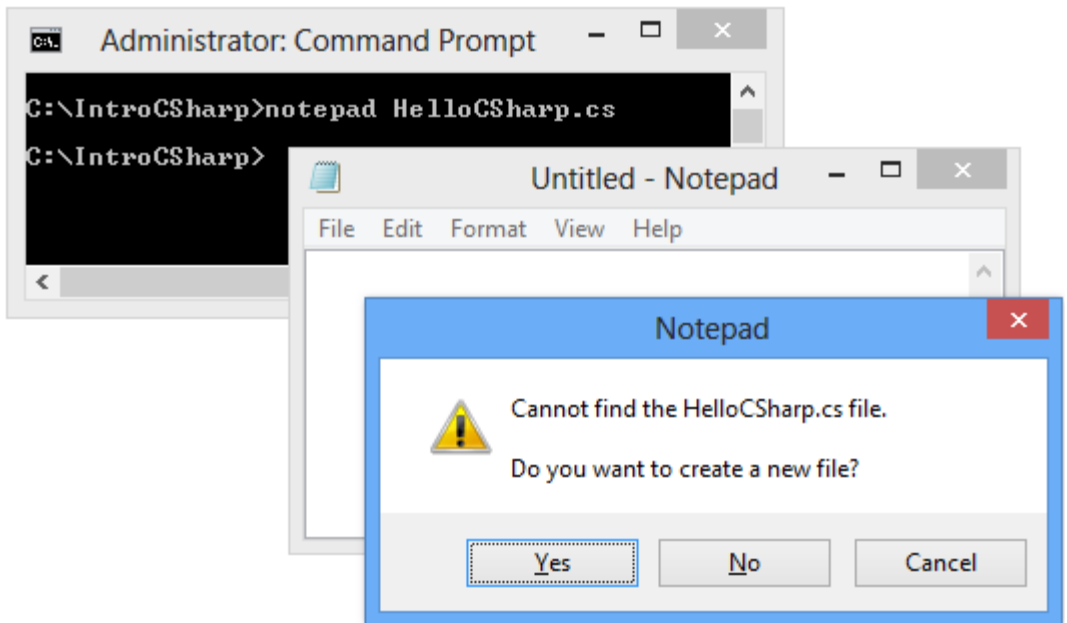 Administrator: Command Prompt
C:\IntroCSharp>notepad HelloCSharp.cs
C:\IntroCSharp>
Untitled - Notepad
File Edit Format View Help
Notepad
Cannot find the HelloCSharp.cs file.
Do you want to create a new file?
Yes No Cancel